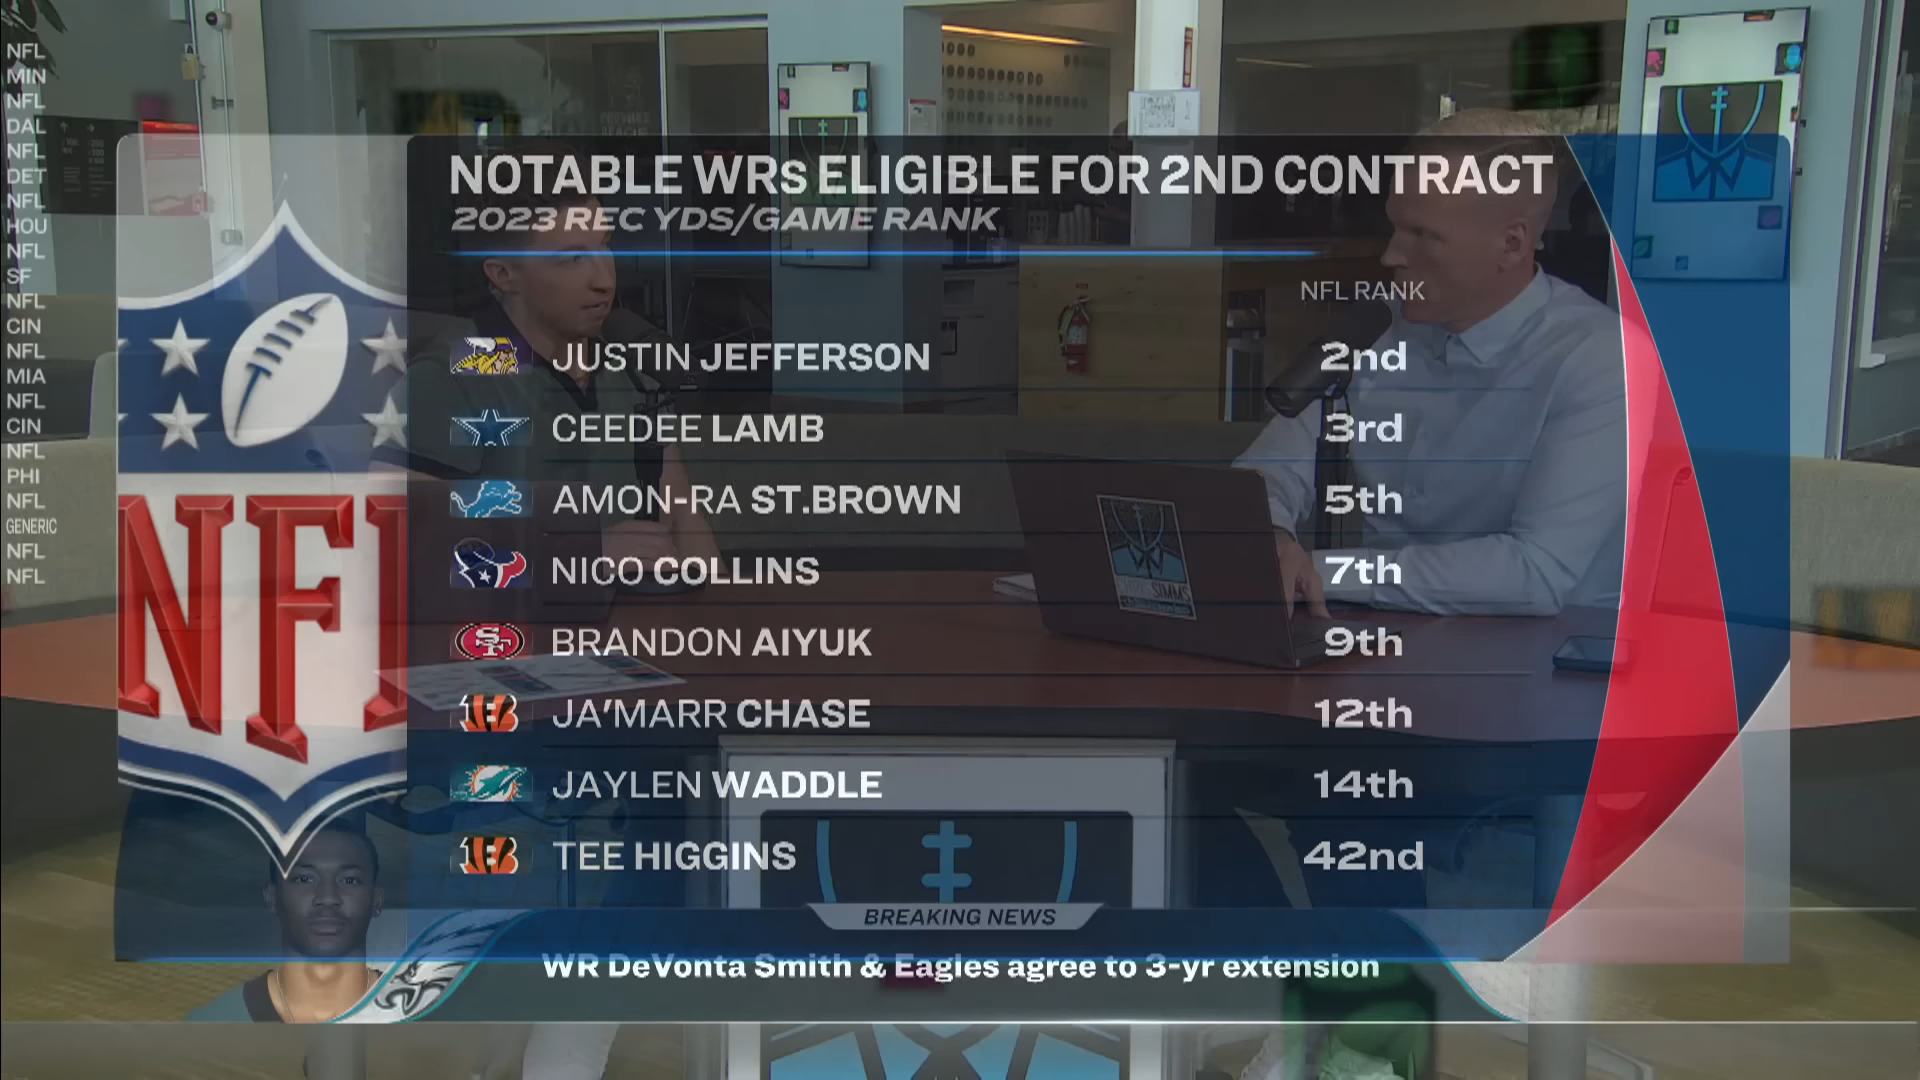 NFL
MIN
NFL
DAL
NFL
DET
NFL
HOU
NFL
SF
NFL
CIN
NFL
MIA
NFL
CIN
NFL
PHI
NFL
GENERIC
NFL
NFL
NOTABLE WRs ELIGIBLE FOR 2ND CONTRACT
2023 REC YDS/GAME RANK
NFL RANK
JUSTIN JEFFERSON 2nd
CEEDEE LAMB 3rd
AMON-RA ST.BROWN 5th
NICO COLLINS 7th
BRANDON AIYUK 9th
JA'MARR CHASE 12th
JAYLEN WADDLE 14th
TEE HIGGINS 42nd
NFL
SF
SIMMS
BREAKING NEWS
WR DeVonta Smith & Eagles agree to 3-yr extension